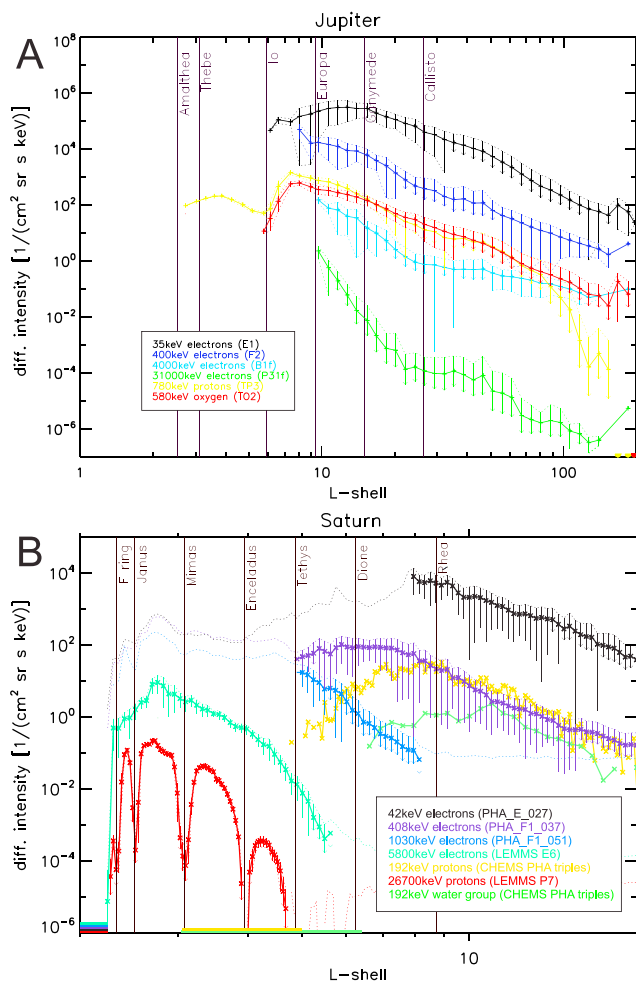 A
Jupiter
10^8
10^6
10^4
10^2
10^0
10^-2
10^-4
10^-6
diff. intensity [1/(cm^2 sr s keV)]
Amalthea
Thebe
Io
Europa
Ganymede
Callisto
35keV electrons (E1)
400keV electrons (F2)
4000keV electrons (B1f)
31000keV electrons (P31f)
780keV protons (TP3)
580keV oxygen (TO2)
1
10
100
L-shell
B
Saturn
10^4
10^2
10^0
10^-2
10^-4
10^-6
diff. intensity [1/(cm^2 sr s keV)]
F ring
Janus
Mimas
Enceladus
Tethys
Dione
Rhea
42keV electrons (PHA_E_027)
408keV electrons (PHA_F1_037)
1030keV electrons (PHA_F1_051)
5800keV electrons (LEMMS E6)
192keV protons (CHEMS PHA triples)
26700keV protons (LEMMS P7)
192keV water group (CHEMS PHA triples)
10
L-shell